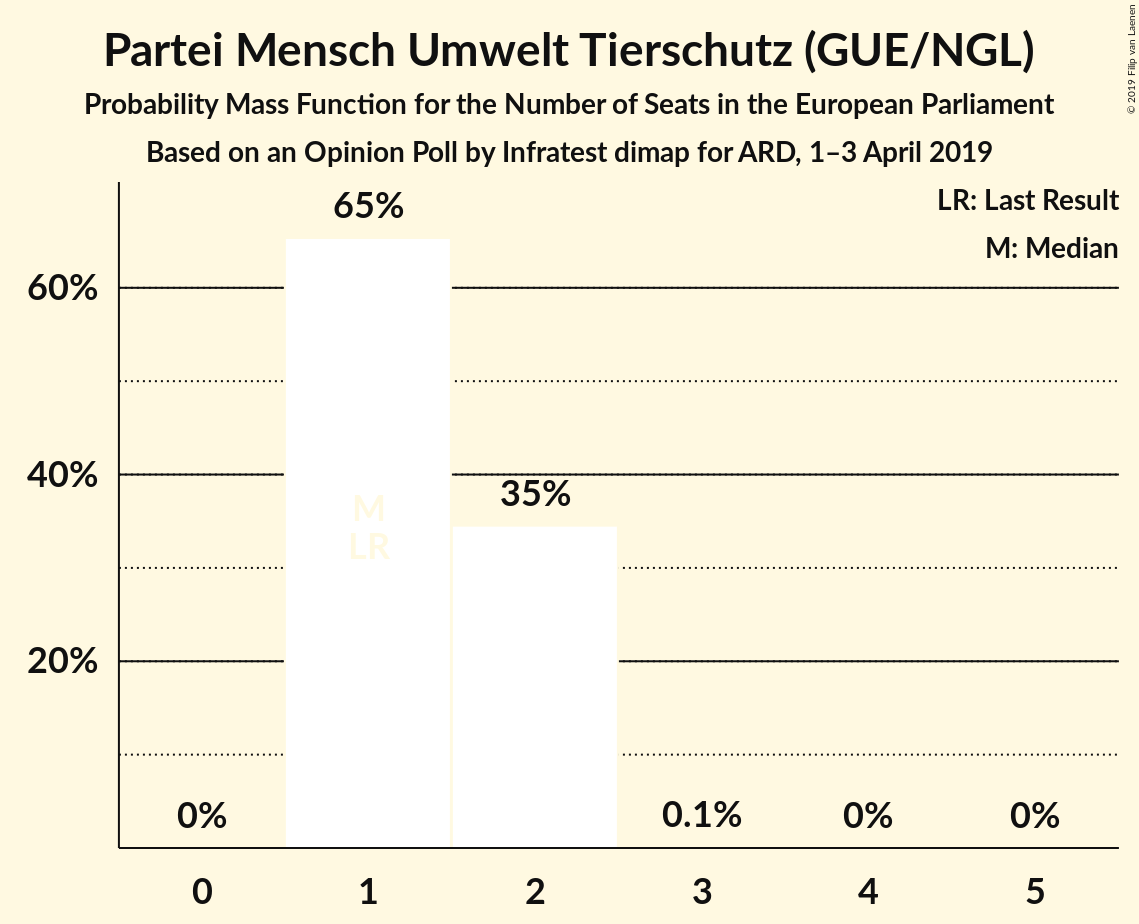 Partei Mensch Umwelt Tierschutz (GUE/NGL)
Probability Mass Function for the Number of Seats in the European Parliament
Based on an Opinion Poll by Infratest dimap for ARD, 1–3 April 2019
© 2019 Filip van Laenen
LR: Last Result
M: Median
65%
60%
40%
35%
M
LR
20%
0%
0.1%
0%
0%
0
1
2
3
4
5